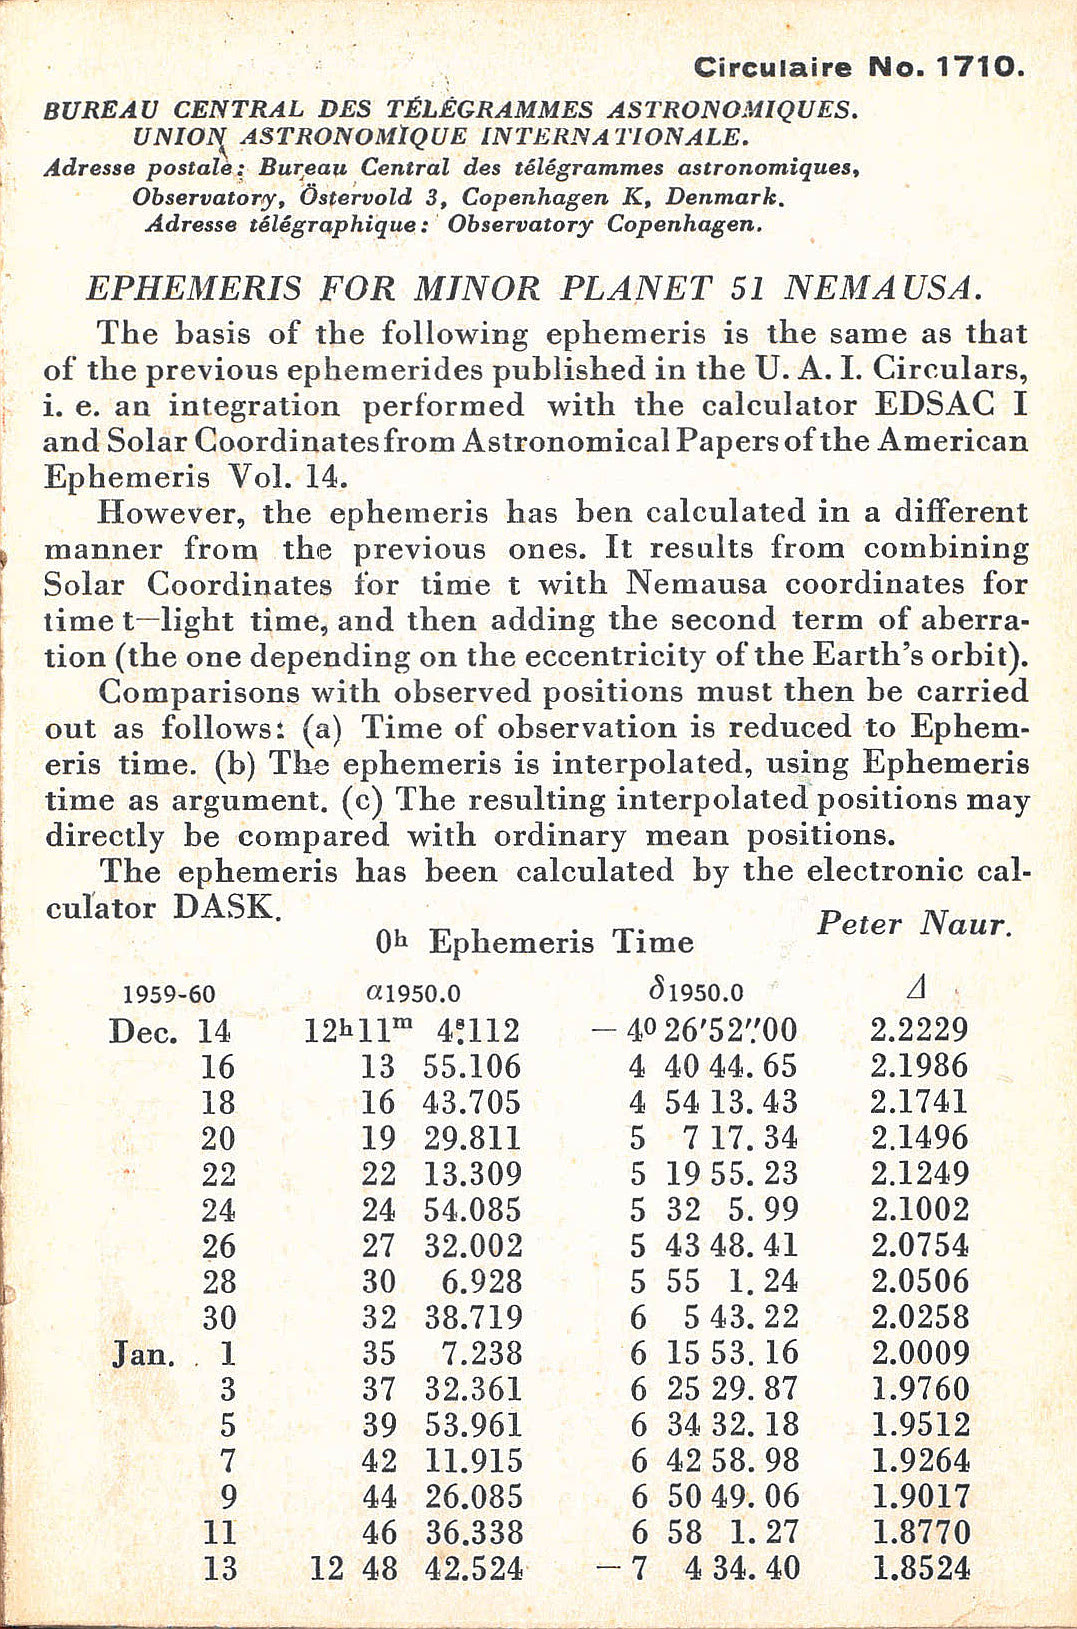 Circulaire No. 1710.
BUREAU CENTRAL DES TÉLÉGRAMMES ASTRONOMIQUES.
UNION ASTRONOMIQUE INTERNATIONALE.
Adresse postale: Bureau Central des télégrammes astronomiques,
Observatory, Östervold 3, Copenhagen K, Denmark.
Adresse télégraphique: Observatory Copenhagen.
EPHEMERIS FOR MINOR PLANET 51 NEMAUSA.
The basis of the following ephemeris is the same as that
of the previous ephemerides published in the U. A. I. Circulars,
i. e. an integration performed with the calculator EDSAC I
and Solar Coordinates from Astronomical Papers of the American
Ephemeris Vol. 14.
However, the ephemeris has ben calculated in a different
manner from the previous ones. It results from combining
Solar Coordinates for time t with Nemausa coordinates for
time t—light time, and then adding the second term of aberra-
tion (the one depending on the eccentricity of the Earth's orbit).
Comparisons with observed positions must then be carried
out as follows: (a) Time of observation is reduced to Ephem-
eris time. (b) The ephemeris is interpolated, using Ephemeris
time as argument. (c) The resulting interpolated positions may
directly be compared with ordinary mean positions.
The ephemeris has been calculated by the electronic cal-
culator DASK.
Peter Naur.
0h Ephemeris Time
1959-60 α1950.0 δ1950.0 Δ
Dec. 14 12h11m 4s.112 — 4o 26'52".00 2.2229
16 13 55.106 4 40 44.65 2.1986
18 16 43.705 4 54 13.43 2.1741
20 19 29.811 5 7 17.34 2.1496
22 22 13.309 5 19 55.23 2.1249
24 24 54.085 5 32 5.99 2.1002
26 27 32.002 5 43 48.41 2.0754
28 30 6.928 5 55 1.24 2.0506
30 32 38.719 6 5 43.22 2.0258
Jan. 1 35 7.238 6 15 53.16 2.0009
3 37 32.361 6 25 29.87 1.9760
5 39 53.961 6 34 32.18 1.9512
7 42 11.915 6 42 58.98 1.9264
9 44 26.085 6 50 49.06 1.9017
11 46 36.338 6 58 1.27 1.8770
13 12 48 42.524 — 7 4 34.40 1.8524